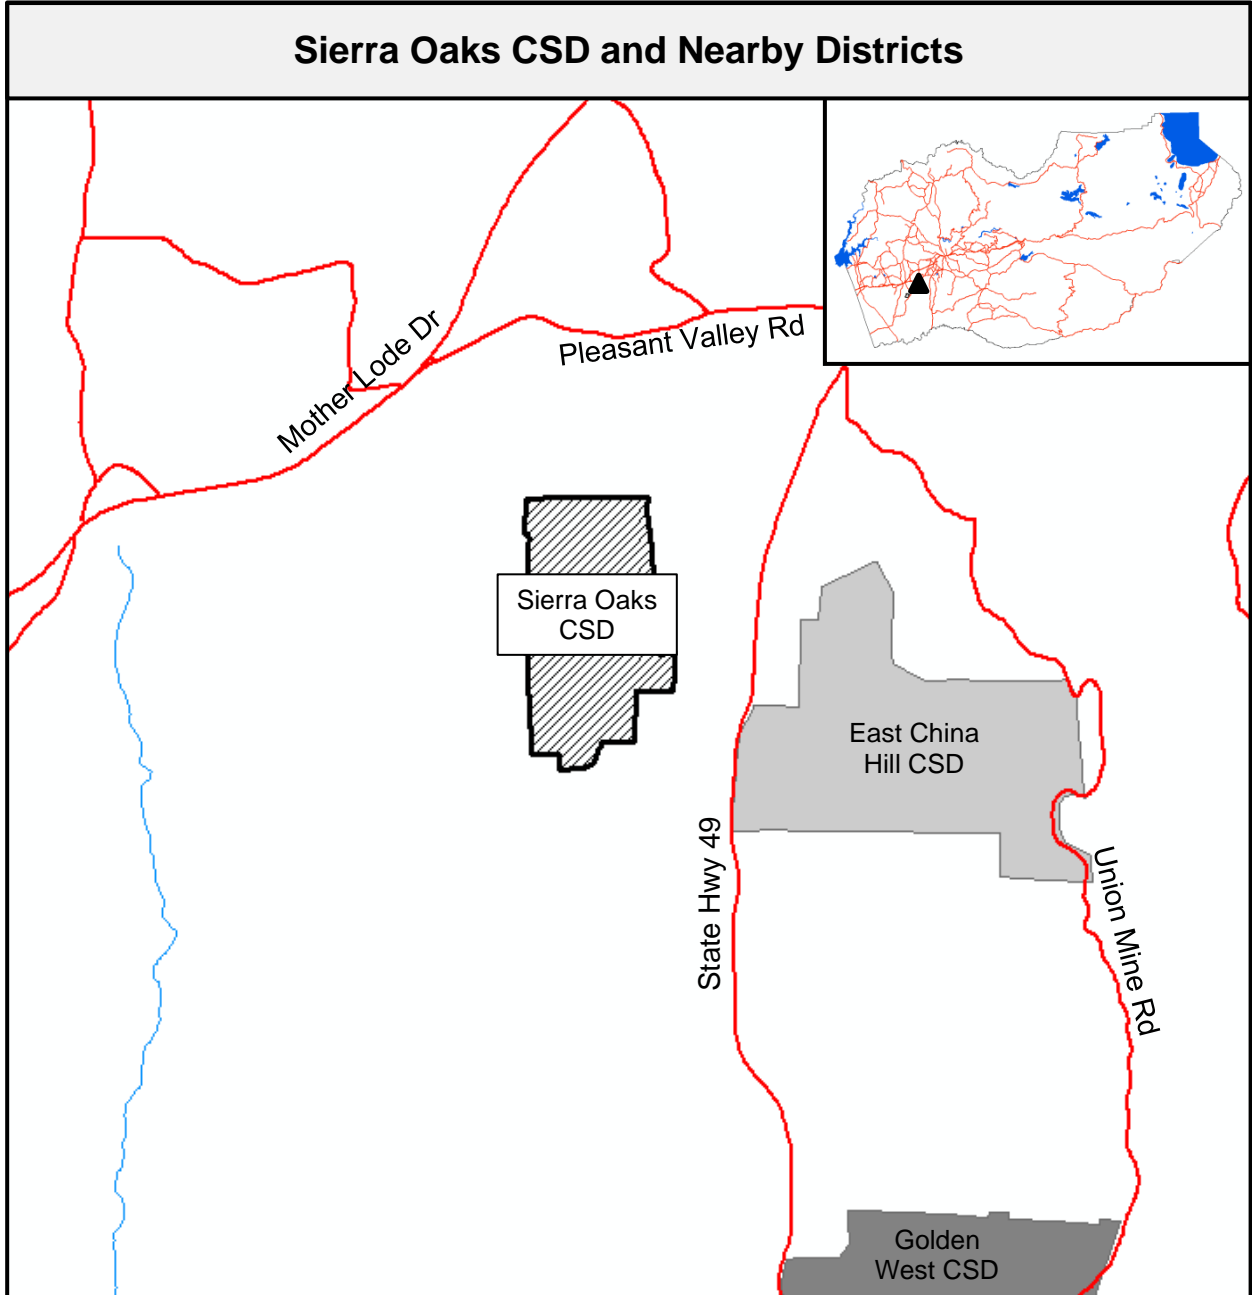 Sierra Oaks CSD and Nearby Districts
Mother Lode Dr
Pleasant Valley Rd
Sierra Oaks
CSD
East China
Hill CSD
State Hwy 49
Union Mine Rd
Golden
West CSD